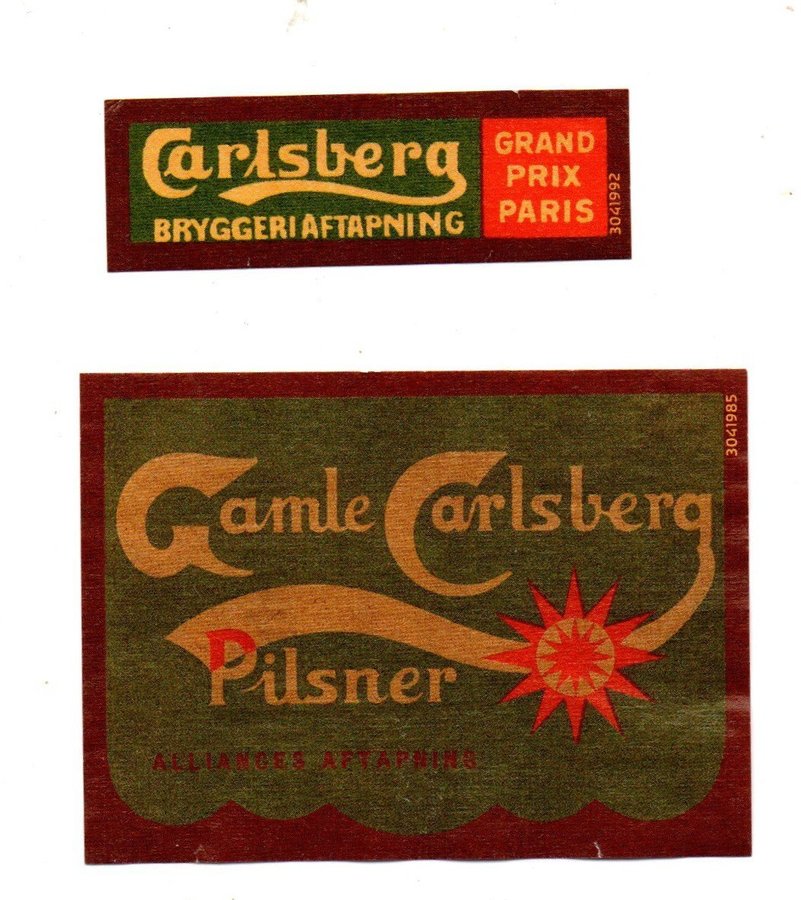 Carlsberg
BRYGGERIAFTAPNING
GRAND
PRIX
PARIS
3041992
3041985
Gamle Carlsberg
Pilsner
ALLIANCES AFTAPNING